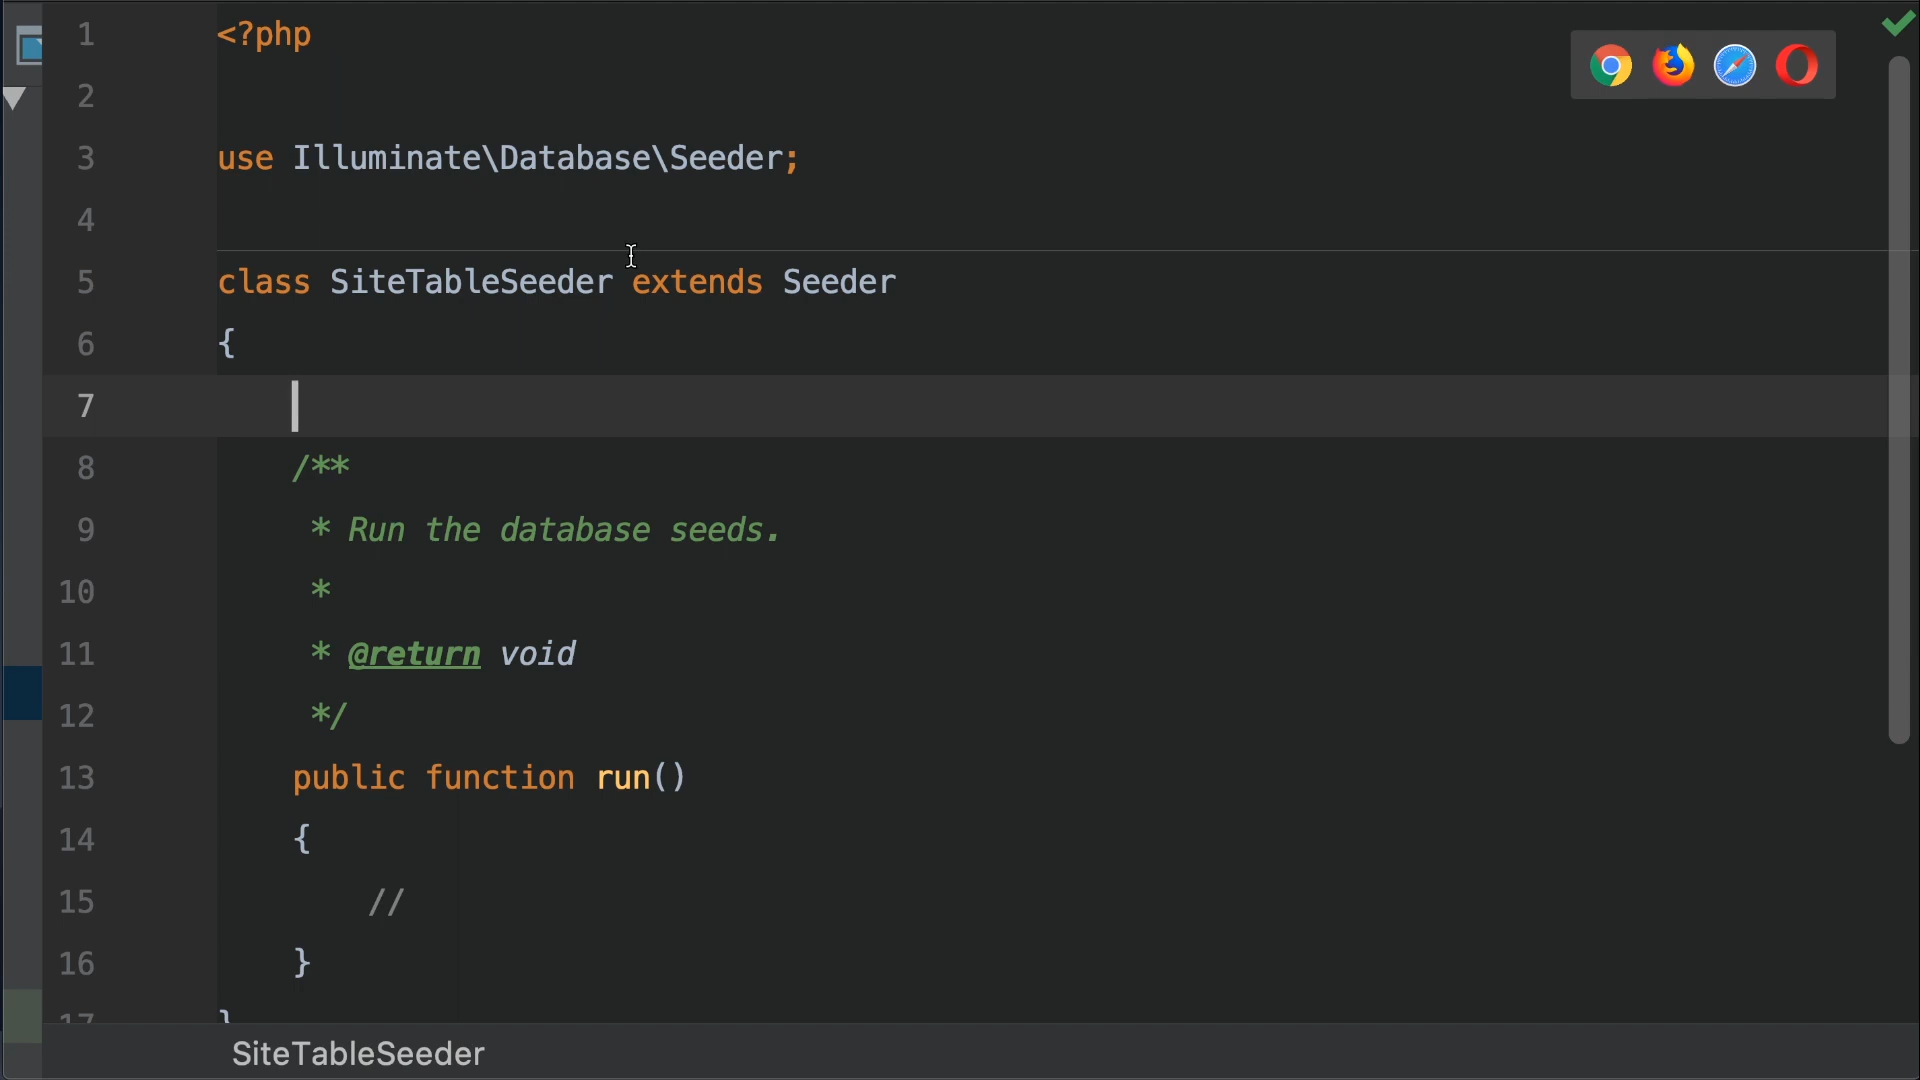 1 <?php
2
3 use Illuminate\Database\Seeder;
4
5 class SiteTableSeeder extends Seeder
6 {
7
8 /**
9 * Run the database seeds.
10 *
11 * @return void
12 */
13 public function run()
14 {
15 //
16 }
17 }
SiteTableSeeder